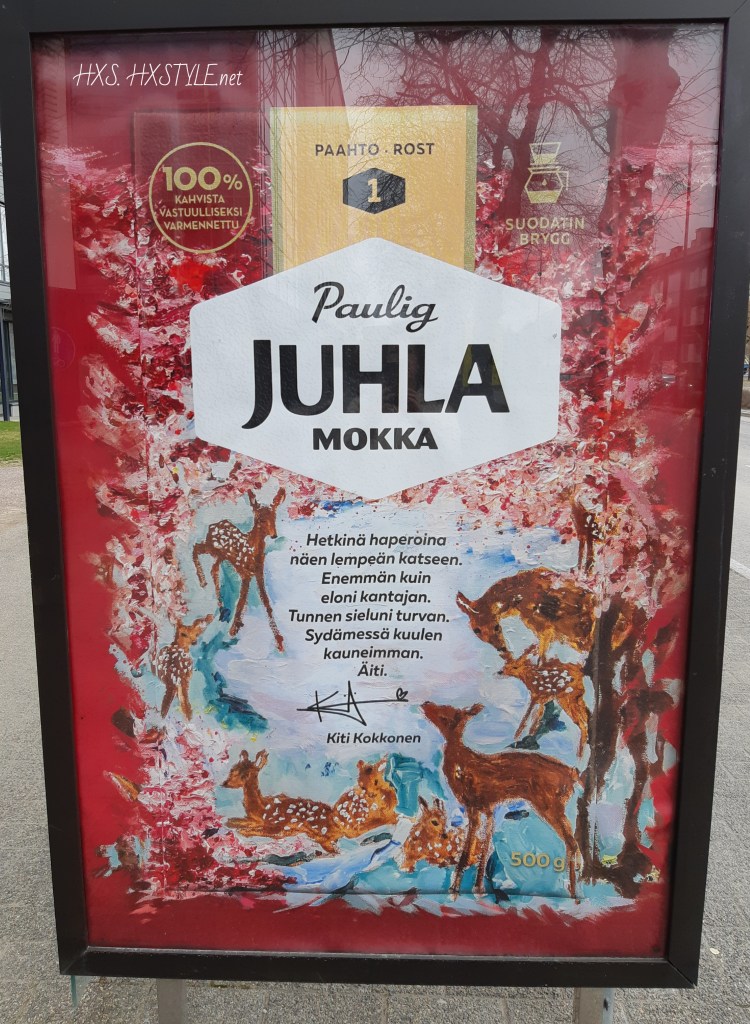 HXS. HXSTYLE.net
PAAHTO · ROST
1
100%
KAHVISTA
VASTUULLISEKSI
VARMENNETTU
SUODATIN
BRYGG
Paulig
JUHLA
MOKKA
Hetkinä haperoina
näen lempeän katseen.
Enemmän kuin
eloni kantajan.
Tunnen sieluni turvan.
Sydämessä kuulen
kauneimman.
Äiti.
Kiti Kokkonen
500 g